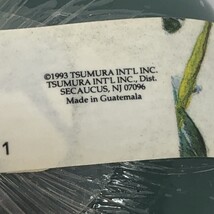 ©1993 TSUMURA INT'L INC.
TSUMURA INT'L INC., Dist.
SECAUCUS, NJ 07096
Made in Guatemala
1